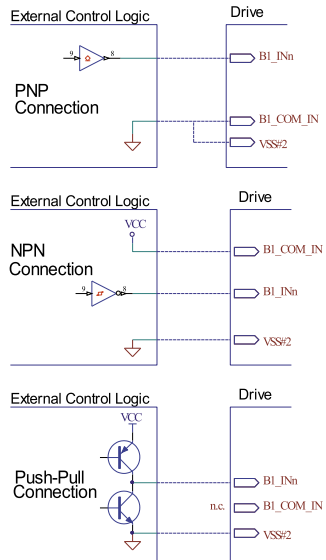 External Control Logic
Drive
9
8
B1_INn
PNP
Connection
B1_COM_IN
VSS#2
External Control Logic
Drive
VCC
B1_COM_IN
NPN
Connection
9
8
B1_INn
VSS#2
External Control Logic
Drive
VCC
Push-Pull
Connection
B1_INn
n.c.
B1_COM_IN
VSS#2